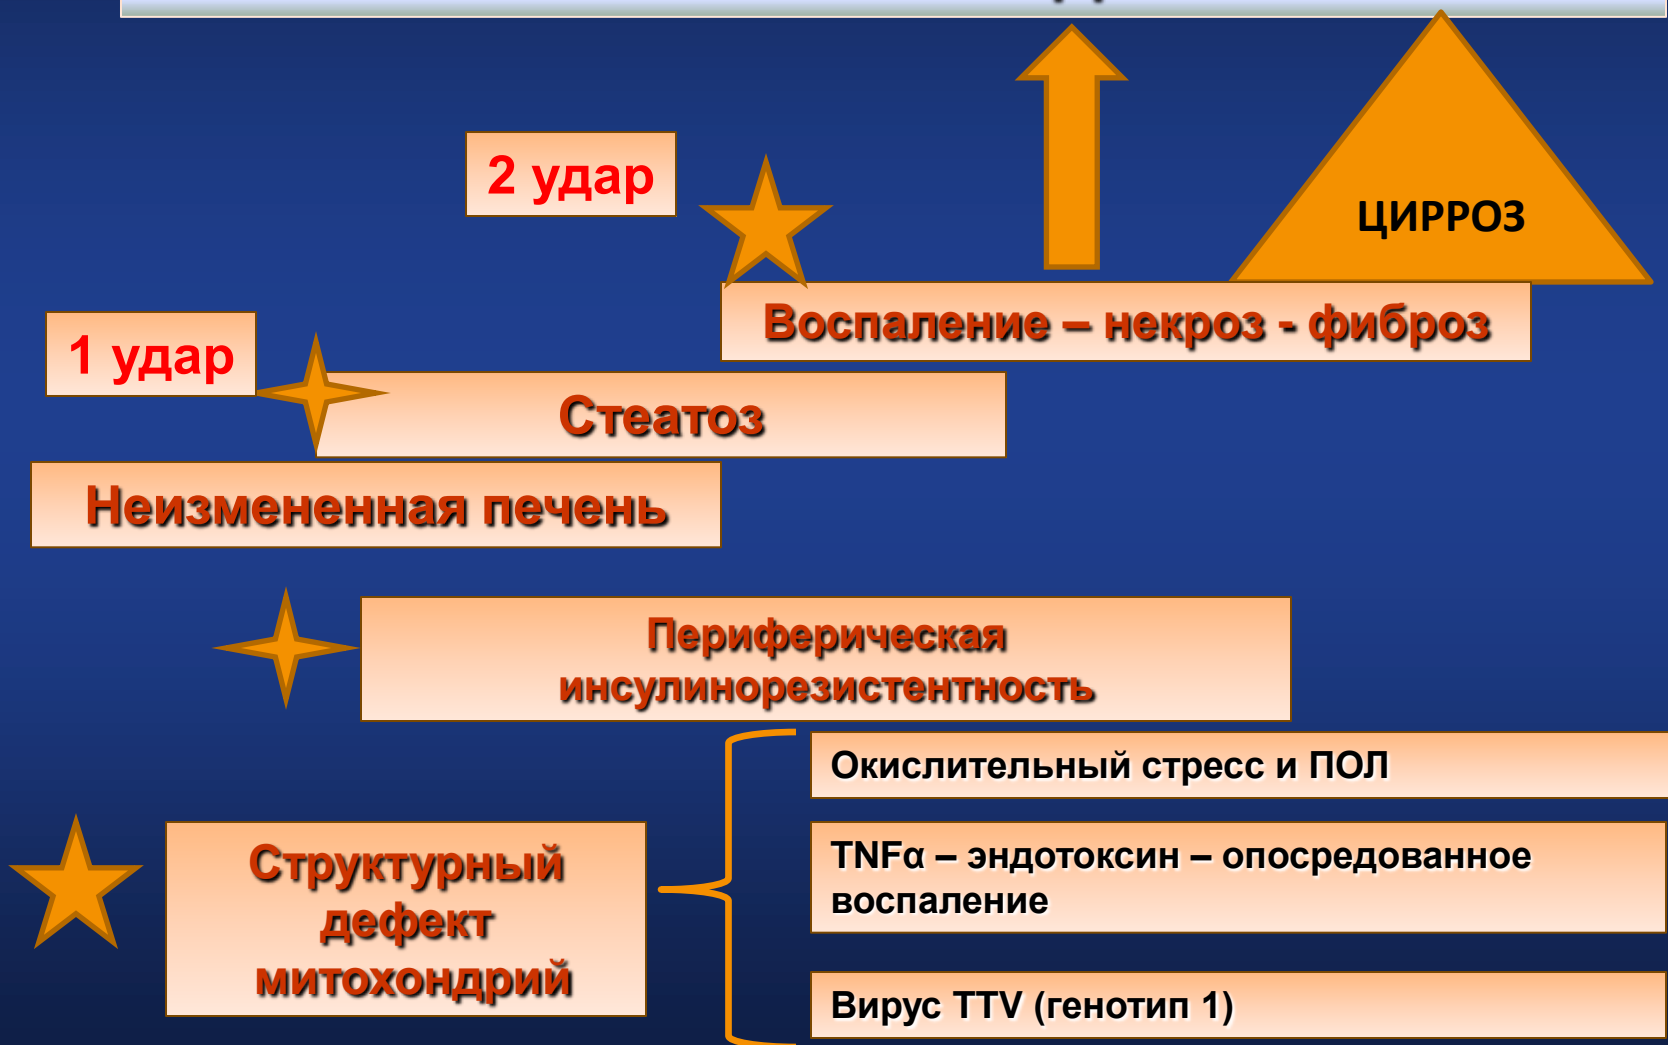 2 удар
ЦИРРОЗ
Воспаление – некроз - фиброз
1 удар
Стеатоз
Неизмененная печень
Периферическая
инсулинорезистентность
Окислительный стресс и ПОЛ
Структурный
дефект
митохондрий
TNFα – эндотоксин – опосредованное
воспаление
Вирус TTV (генотип 1)